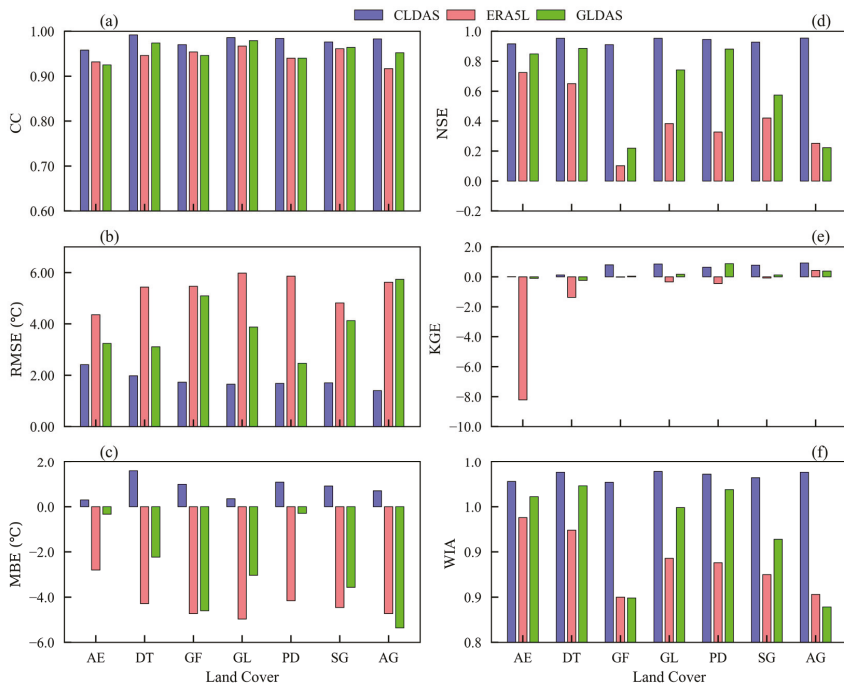 CLDAS ERA5L GLDAS
(a)
1.00
0.90
0.80
0.70
0.60
CC
(b)
6.00
4.00
2.00
0.00
RMSE (°C)
(c)
2.0
0.0
−2.0
−4.0
−6.0
MBE (°C)
AE DT GF GL PD SG AG
Land Cover
(d)
1.0
0.8
0.6
0.4
0.2
0.0
−0.2
NSE
(e)
2.0
0.0
−2.0
−4.0
−6.0
−8.0
−10.0
KGE
(f)
1.0
1.0
0.9
0.9
0.8
WIA
AE DT GF GL PD SG AG
Land Cover